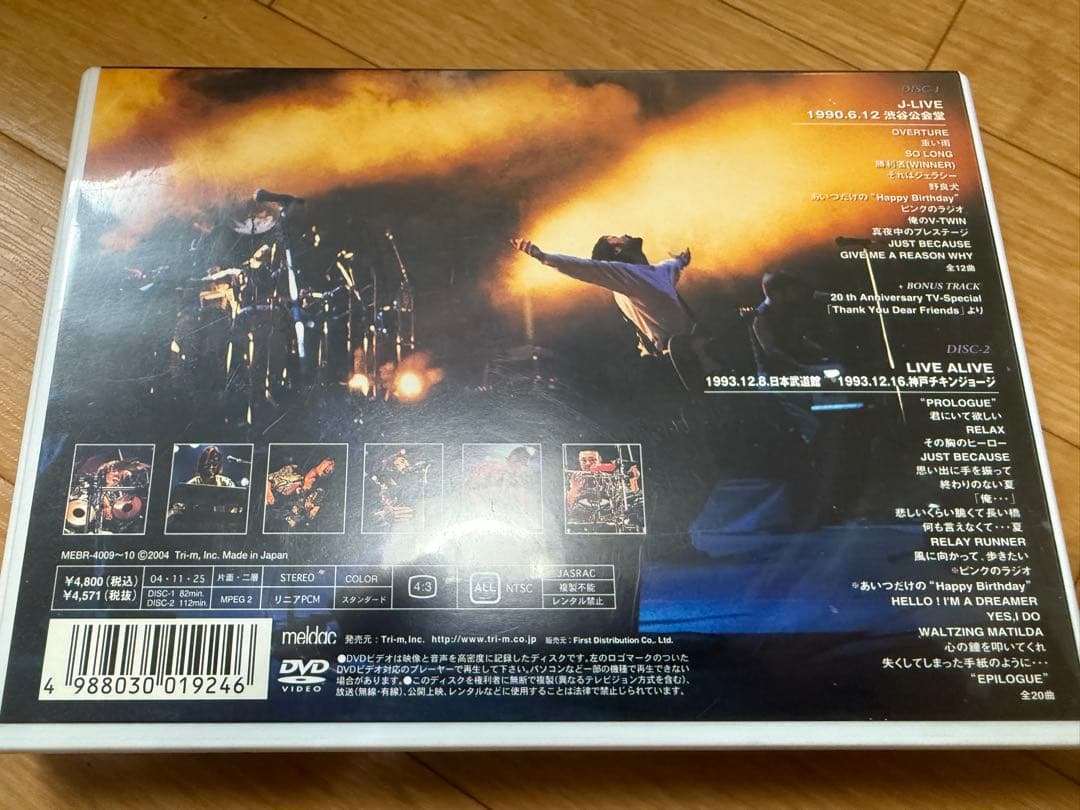 DISC-1
J-LIVE
1990.6.12 渋谷公会堂
OVERTURE
重い雨
SO LONG
勝利者(WINNER)
それはジェラシー
野良犬
あいつだけの“Happy Birthday”
ピンクのラジオ
俺のV-TWIN
真夜中のプレステージ
JUST BECAUSE
GIVE ME A REASON WHY
全12曲
+ BONUS TRACK
20 th Anniversary TV-Special
「Thank You Dear Friends」より
DISC-2
LIVE ALIVE
1993.12.8.日本武道館 1993.12.16.神戸チキンジョージ
“PROLOGUE”
君にいて欲しい
RELAX
その胸のヒーロー
JUST BECAUSE
思い出に手を振って
終わりのない夏
「俺・・・」
悲しいくらい脆くて長い橋
何も言えなくて・・・夏
RELAY RUNNER
風に向かって、歩きたい
※ピンクのラジオ
※あいつだけの“Happy Birthday”
HELLO ! I'M A DREAMER
YES,I DO
WALTZING MATILDA
心の鐘を叩いてくれ
失くしてしまった手紙のように・・・
“EPILOGUE”
全20曲
MEBR-4009〜10 ©2004 Tri-m, Inc. Made in Japan
¥4,800(税込)
¥4,571(税抜)
04・11・25
DISC-1 82min.
DISC-2 112min.
片面・二層
MPEG 2
STEREO
リニアPCM
COLOR
スタンダード
4:3
ALL
NTSC
JASRAC
複製不能
レンタル禁止
4 988030 019246
meldac 発売元:Tri-m, Inc. http://www.tri-m.co.jp 販売元:First Distribution Co,. Ltd.
DVD
VIDEO
●DVDビデオは映像と音声を高密度に記録したディスクです。左のロゴマークのついた
DVDビデオ対応のプレーヤーで再生して下さい。パソコンなど一部の機種で再生できない
場合があります。●このディスクを権利者に無断で複製(異なるテレビジョン方式を含む)、
放送(無線・有線)、公開上映、レンタルなどに使用することは法律で禁じられています。